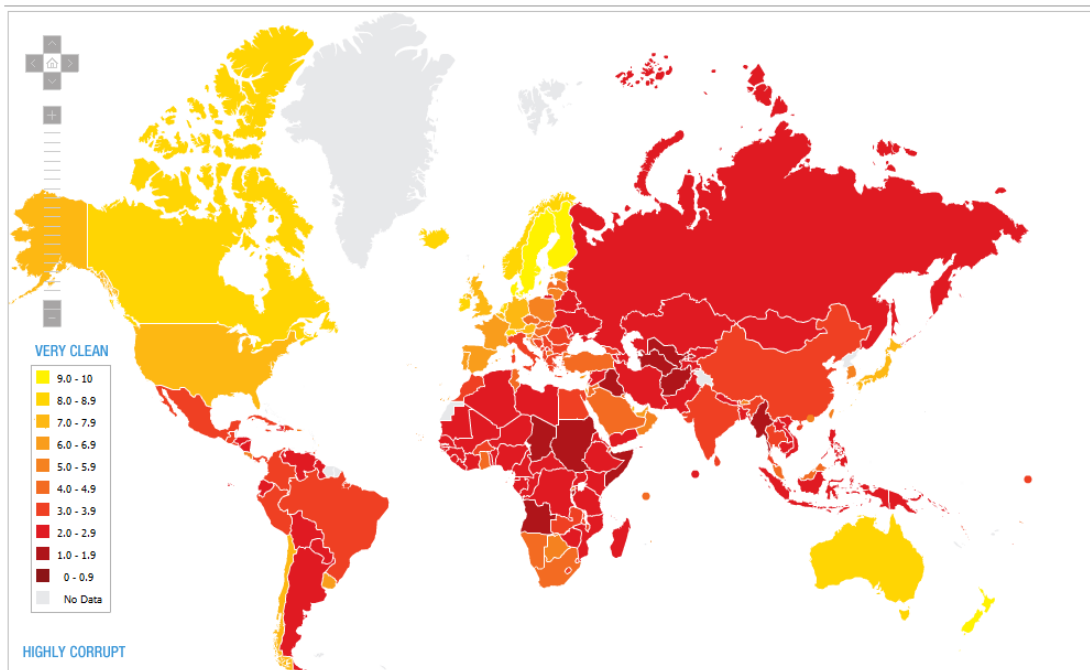 VERY CLEAN
9.0 - 10
8.0 - 8.9
7.0 - 7.9
6.0 - 6.9
5.0 - 5.9
4.0 - 4.9
3.0 - 3.9
2.0 - 2.9
1.0 - 1.9
0 - 0.9
No Data
HIGHLY CORRUPT